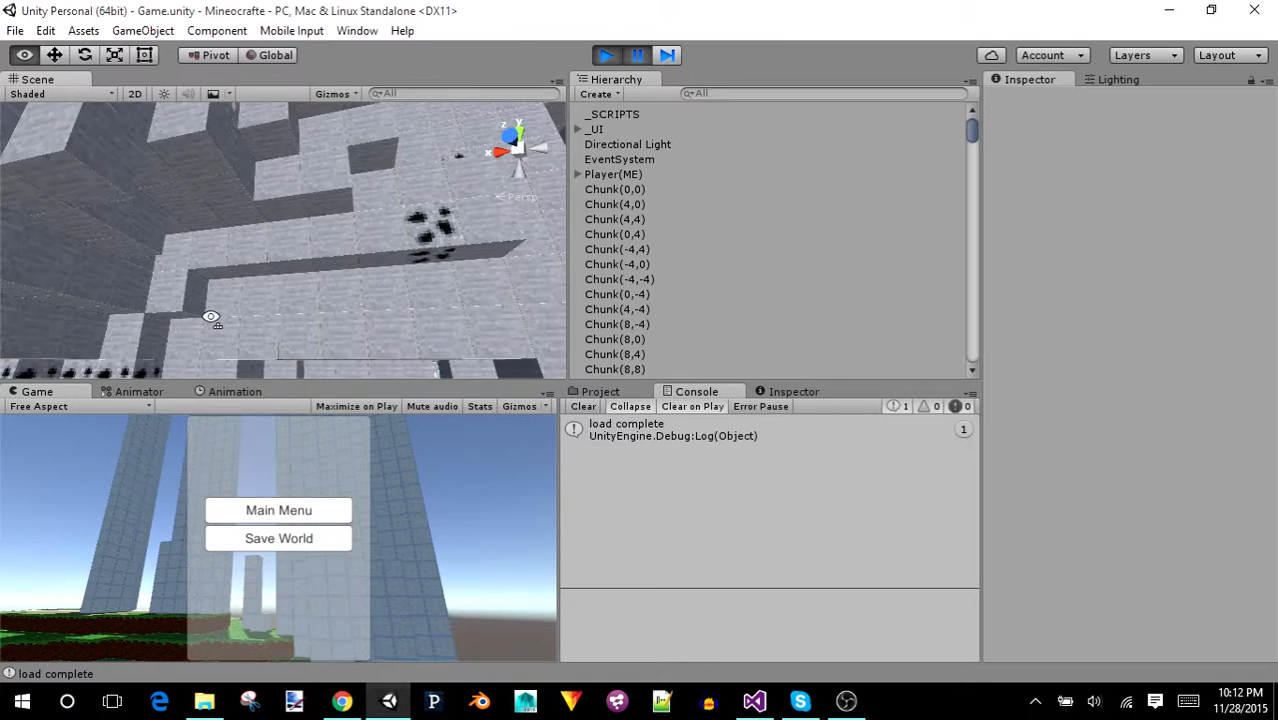 Unity Personal (64bit) - Game.unity - Mineocrafte - PC, Mac & Linux Standalone <DX11>
File Edit Assets GameObject Component Mobile Input Window Help
Pivot Global Account Layers Layout
Scene
Shaded 2D Gizmos All
y
z
x
Persp
Hierarchy
Create All
_SCRIPTS
_UI
Directional Light
EventSystem
Player(ME)
Chunk(0,0)
Chunk(4,0)
Chunk(4,4)
Chunk(0,4)
Chunk(-4,4)
Chunk(-4,0)
Chunk(-4,-4)
Chunk(0,-4)
Chunk(4,-4)
Chunk(8,-4)
Chunk(8,0)
Chunk(8,4)
Chunk(8,8)
Inspector Lighting
Game Animator Animation
Free Aspect Maximize on Play Mute audio Stats Gizmos
Main Menu
Save World
Project Console Inspector
Clear Collapse Clear on Play Error Pause 1 0 0
load complete
UnityEngine.Debug:Log(Object)
1
load complete
10:12 PM
11/28/2015